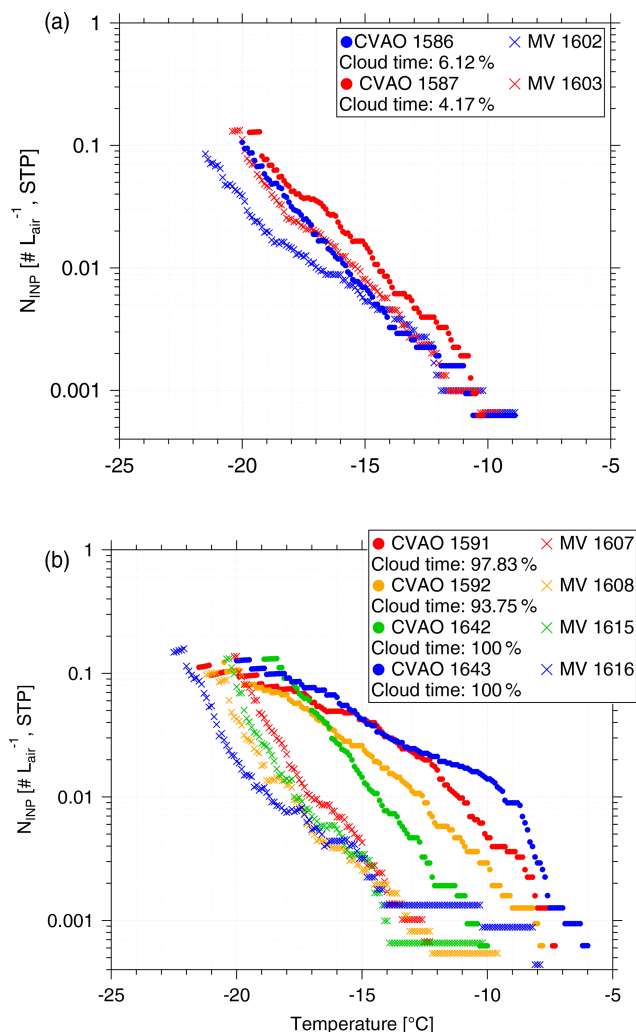 (a)
1
0.1
0.01
0.001
N_INP [# L_air^-1, STP]
CVAO 1586 MV 1602
Cloud time: 6.12 %
CVAO 1587 MV 1603
Cloud time: 4.17 %
-25 -20 -15 -10 -5
(b)
1
0.1
0.01
0.001
N_INP [# L_air^-1, STP]
CVAO 1591 MV 1607
Cloud time: 97.83 %
CVAO 1592 MV 1608
Cloud time: 93.75 %
CVAO 1642 MV 1615
Cloud time: 100 %
CVAO 1643 MV 1616
Cloud time: 100 %
-25 -20 -15 -10 -5
Temperature [°C]